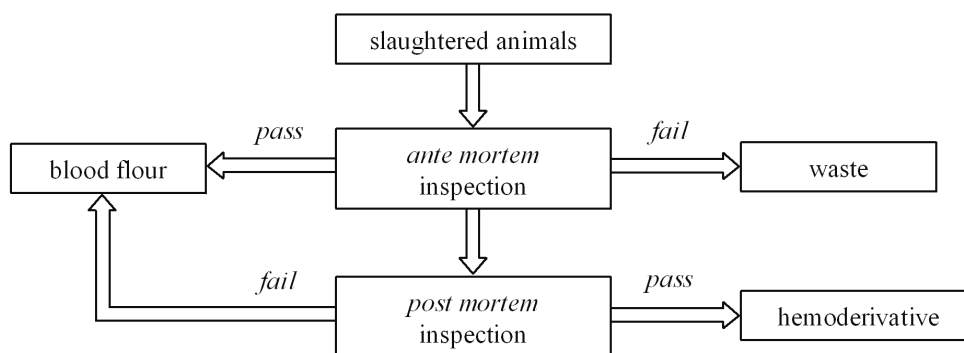 slaughtered animals
pass
fail
blood flour
ante mortem
inspection
waste
fail
pass
post mortem
inspection
hemoderivative